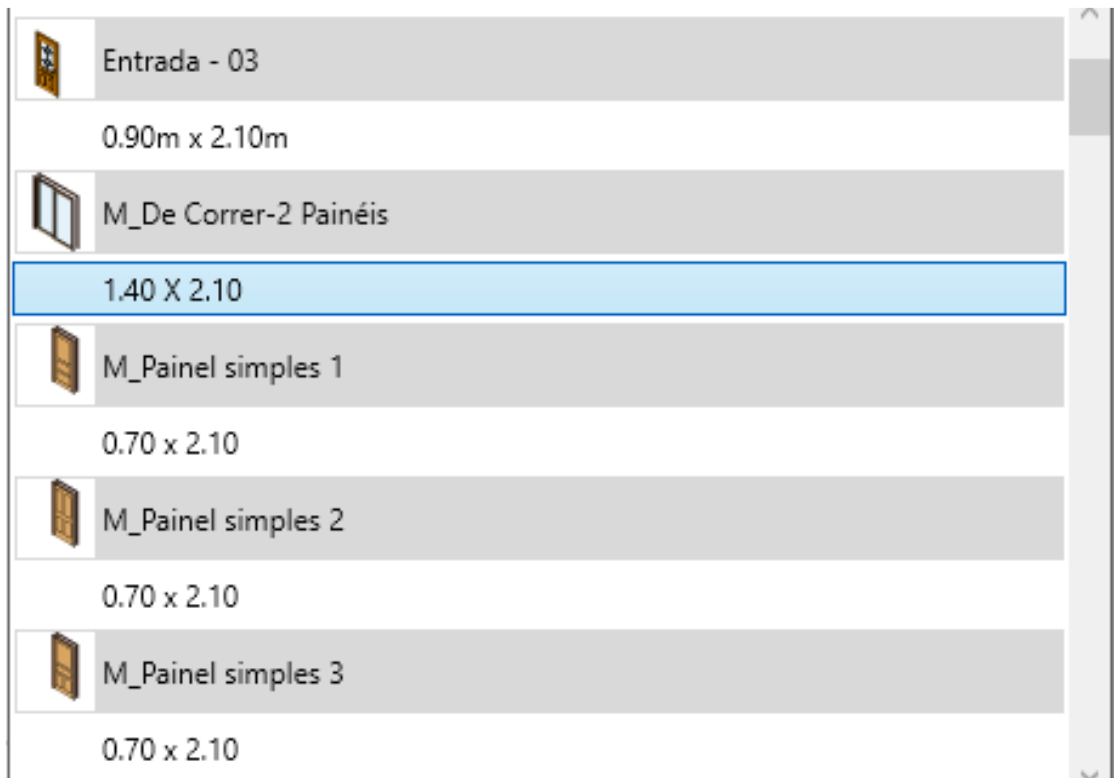 Entrada - 03
0.90m x 2.10m
M_De Correr-2 Painéis
1.40 X 2.10
M_Painel simples 1
0.70 x 2.10
M_Painel simples 2
0.70 x 2.10
M_Painel simples 3
0.70 x 2.10